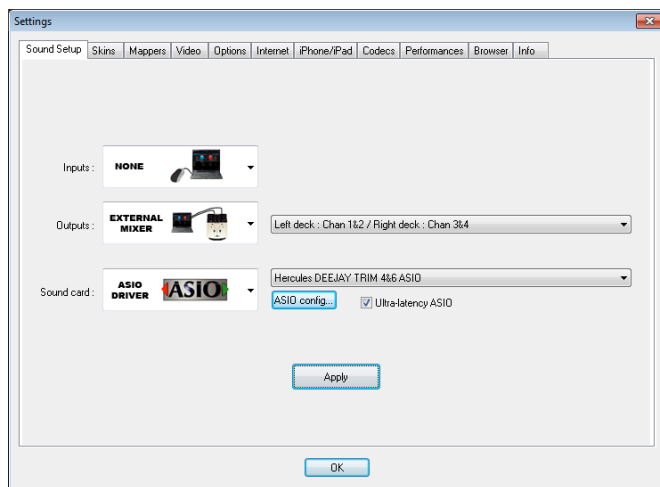 Settings
Sound Setup Skins Mappers Video Options Internet iPhone/iPad Codecs Performances Browser Info
Inputs : NONE
Outputs : EXTERNAL MIXER Left deck : Chan 1&2 / Right deck : Chan 3&4
Sound card : ASIO DRIVER ASIO Hercules DEEJAY TRIM 4&6 ASIO
ASIO config... Ultra-latency ASIO
Apply
OK